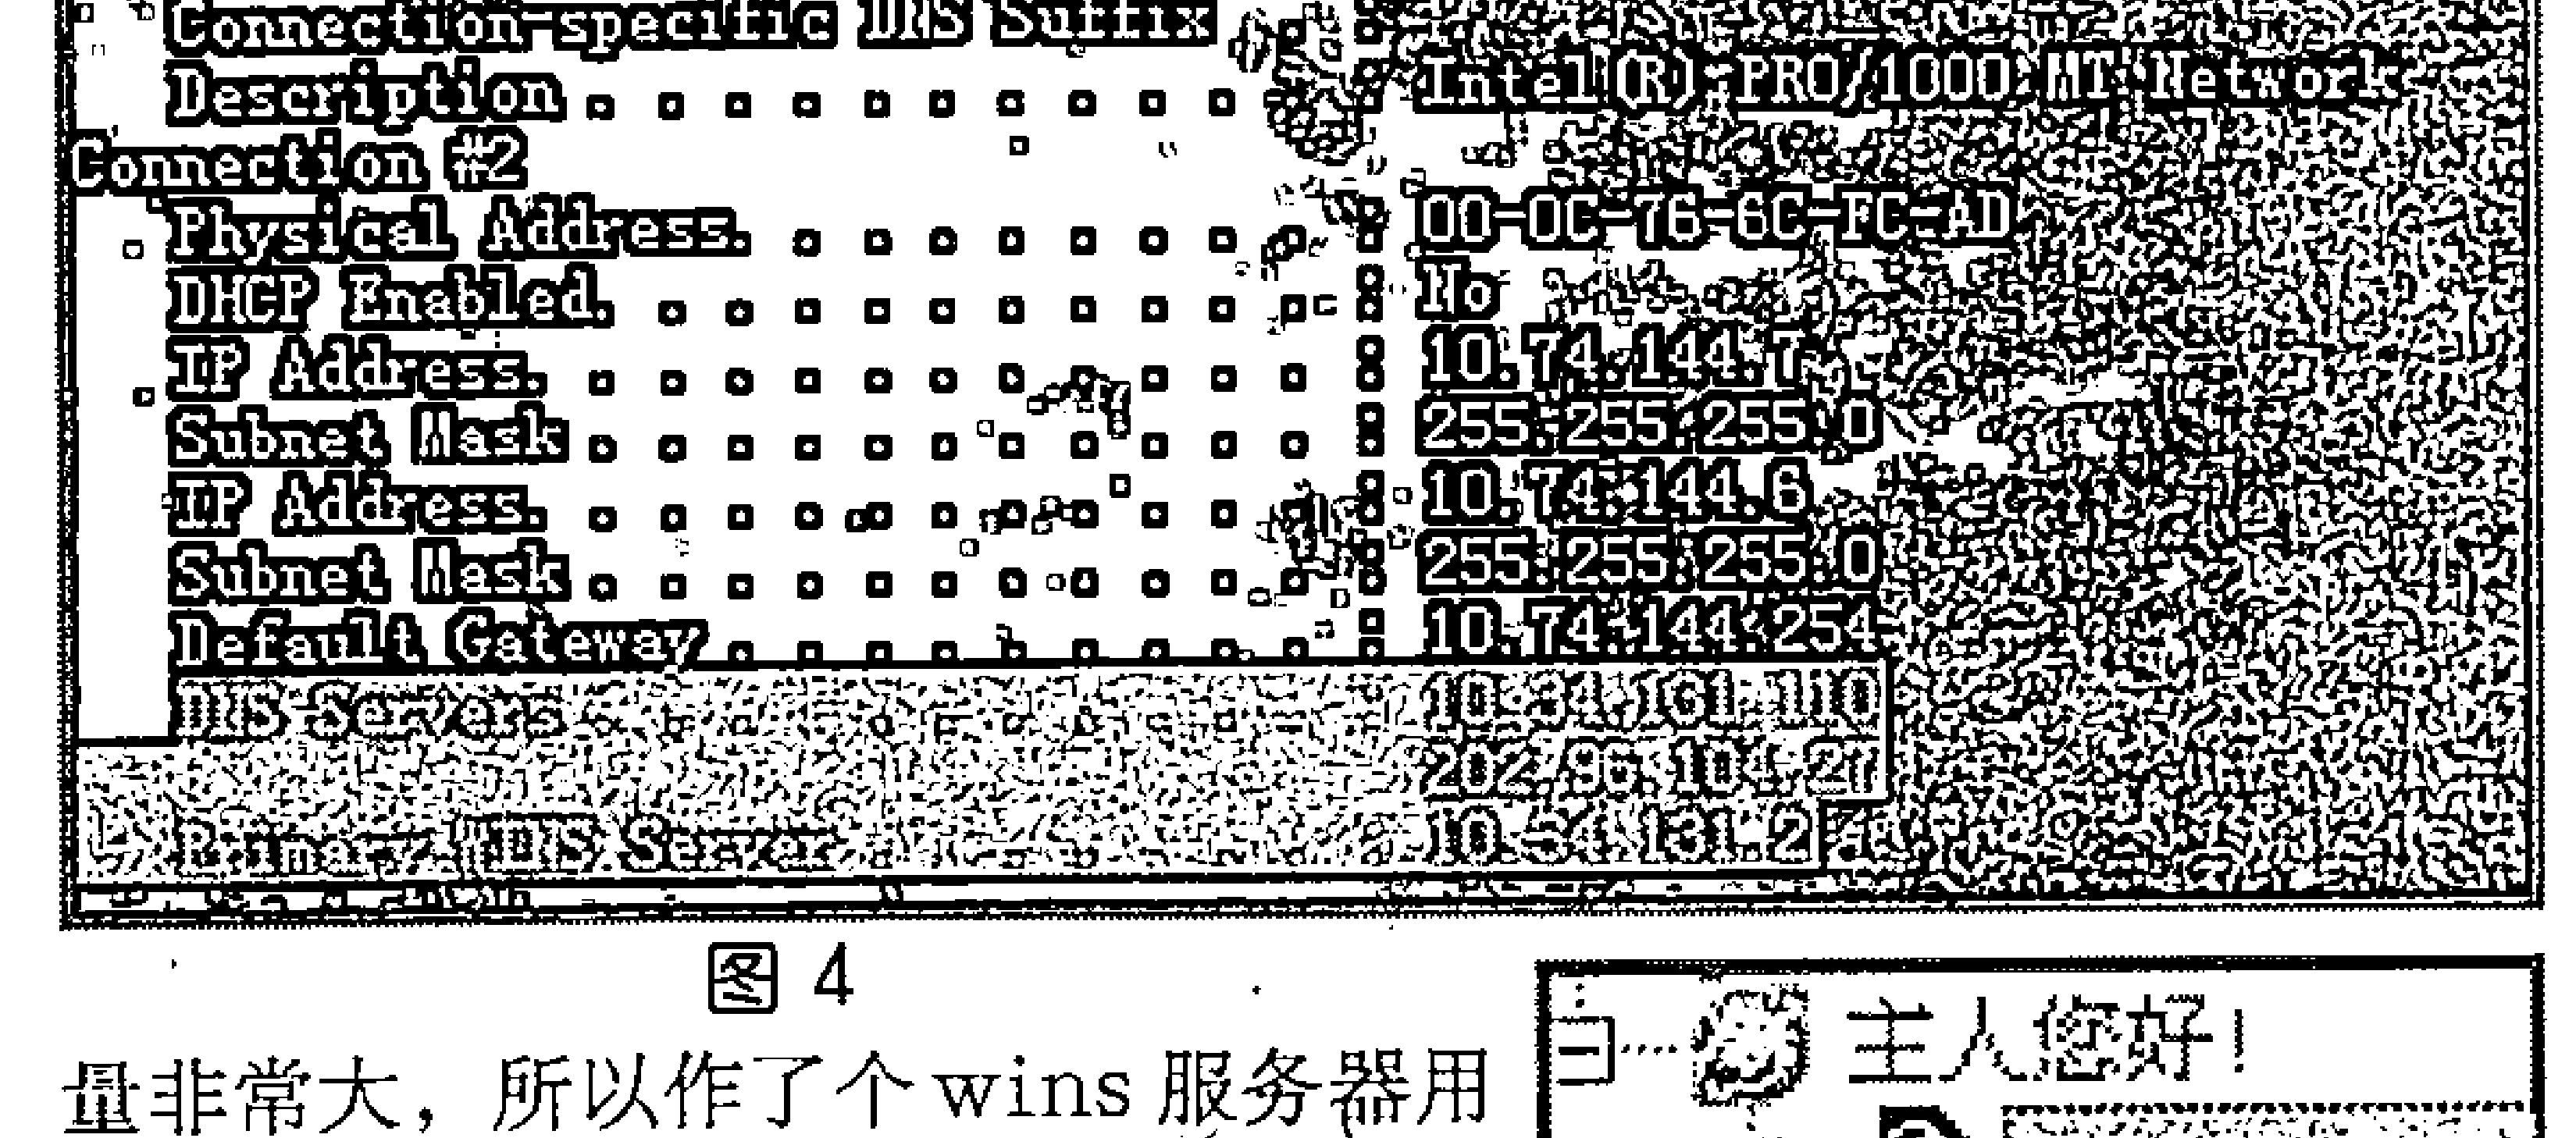 Connection-specific DNS Suffix . :
Description . . . . . . . . . . . : Intel(R) PRO/1000 MT Network
Connection #2
Physical Address. . . . . . . . . : 00-0C-76-6C-FC-AD
DHCP Enabled. . . . . . . . . . . : No
IP Address. . . . . . . . . . . . : 10.74.144.7
Subnet Mask . . . . . . . . . . . : 255.255.255.0
IP Address. . . . . . . . . . . . : 10.74.144.6
Subnet Mask . . . . . . . . . . . : 255.255.255.0
Default Gateway . . . . . . . . . : 10.74.144.254
DNS Servers . . . . . . . . . . . : 10.34.161.110
202.96.104.27
Primary WINS Server . . . . . . . : 10.54.131.2
图 4
量非常大，所以作了个 wins 服务器用
主人您好!